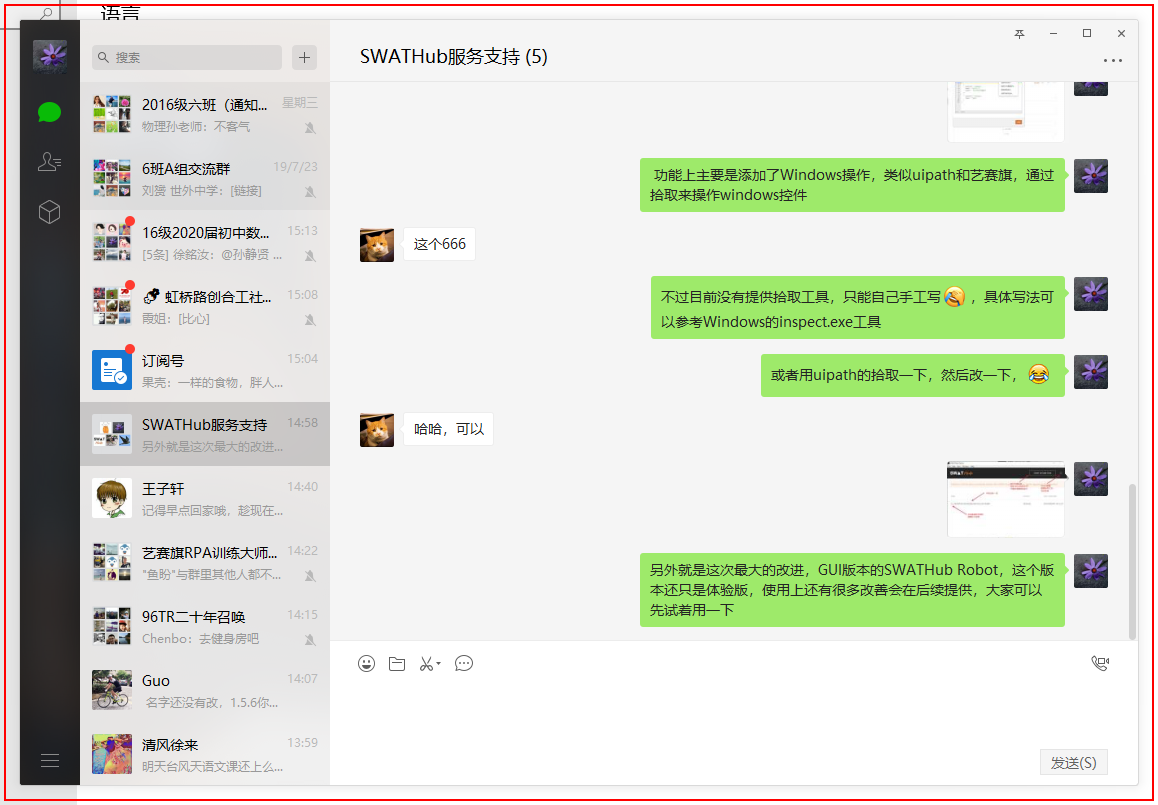 语言
搜索
2016级六班（通知...
星期三
物理孙老师：不客气
6班A组交流群
19/7/23
刘赟 世外中学：[链接]
16级2020届初中数...
15:13
[5条] 徐銘汝：@孙静贤 ...
虹桥路创合工社...
15:08
霞姐：[比心]
订阅号
15:04
果壳：一样的食物，胖人...
SWATHub服务支持
14:58
另外就是这次最大的改进...
王子轩
14:40
记得早点回家哦，趁现在...
艺赛旗RPA训练大师...
14:22
"鱼盼"与群里其他人都不...
96TR二十年召唤
14:15
Chenbo：去健身房吧
Guo
14:07
名字还没有改，1.5.6你...
清风徐来
13:59
明天台风天语文课还上么...
SWATHub服务支持 (5)
功能上主要是添加了Windows操作，类似uipath和艺赛旗，通过
拾取来操作windows控件
这个666
不过目前没有提供拾取工具，只能自己手工写😂，具体写法可
以参考Windows的inspect.exe工具
或者用uipath的拾取一下，然后改一下，😂
哈哈，可以
另外就是这次最大的改进，GUI版本的SWATHub Robot，这个版
本还只是体验版，使用上还有很多改善会在后续提供，大家可以
先试着用一下
发送(S)